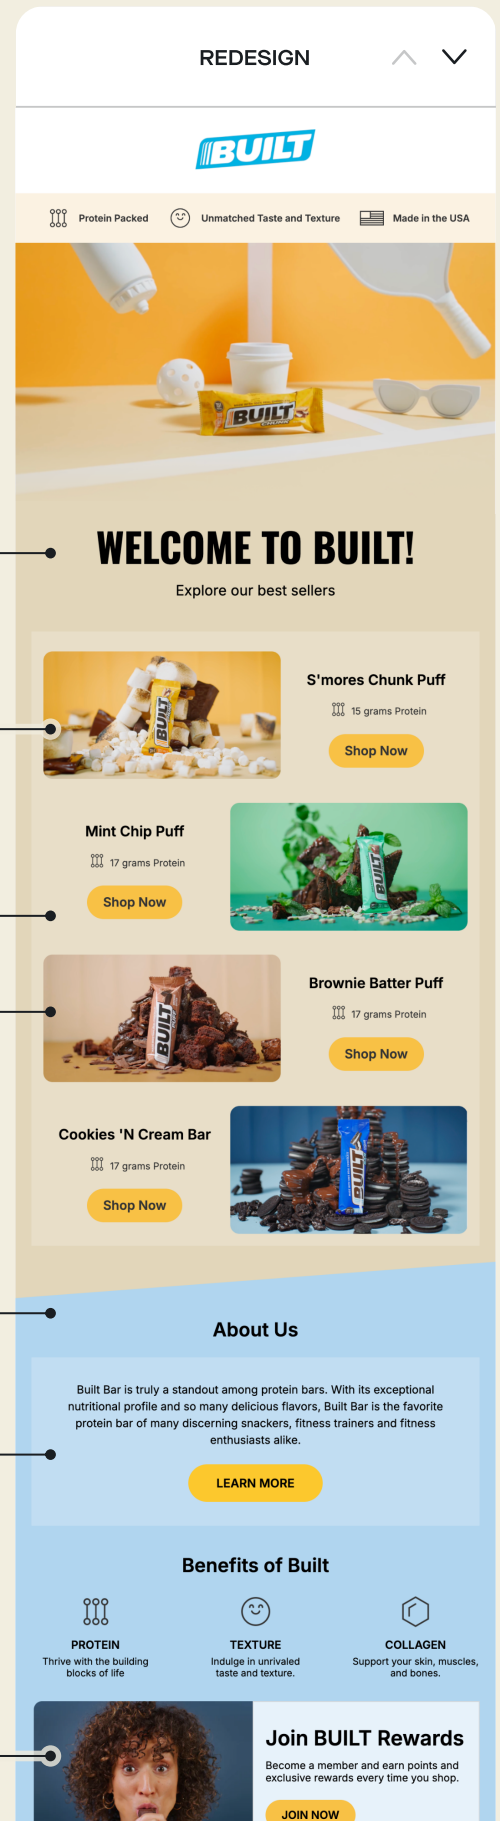 REDESIGN
BUILT
Protein Packed
Unmatched Taste and Texture
Made in the USA
BUILT
WELCOME TO BUILT!
Explore our best sellers
BUILT
S'mores Chunk Puff
15 grams Protein
Shop Now
Mint Chip Puff
17 grams Protein
Shop Now
BUILT
BUILT
Brownie Batter Puff
17 grams Protein
Shop Now
Cookies 'N Cream Bar
17 grams Protein
Shop Now
BUILT
About Us
Built Bar is truly a standout among protein bars. With its exceptional
nutritional profile and so many delicious flavors, Built Bar is the favorite
protein bar of many discerning snackers, fitness trainers and fitness
enthusiasts alike.
LEARN MORE
Benefits of Built
PROTEIN
Thrive with the building
blocks of life
TEXTURE
Indulge in unrivaled
taste and texture.
COLLAGEN
Support your skin, muscles,
and bones.
Join BUILT Rewards
Become a member and earn points and
exclusive rewards every time you shop.
JOIN NOW